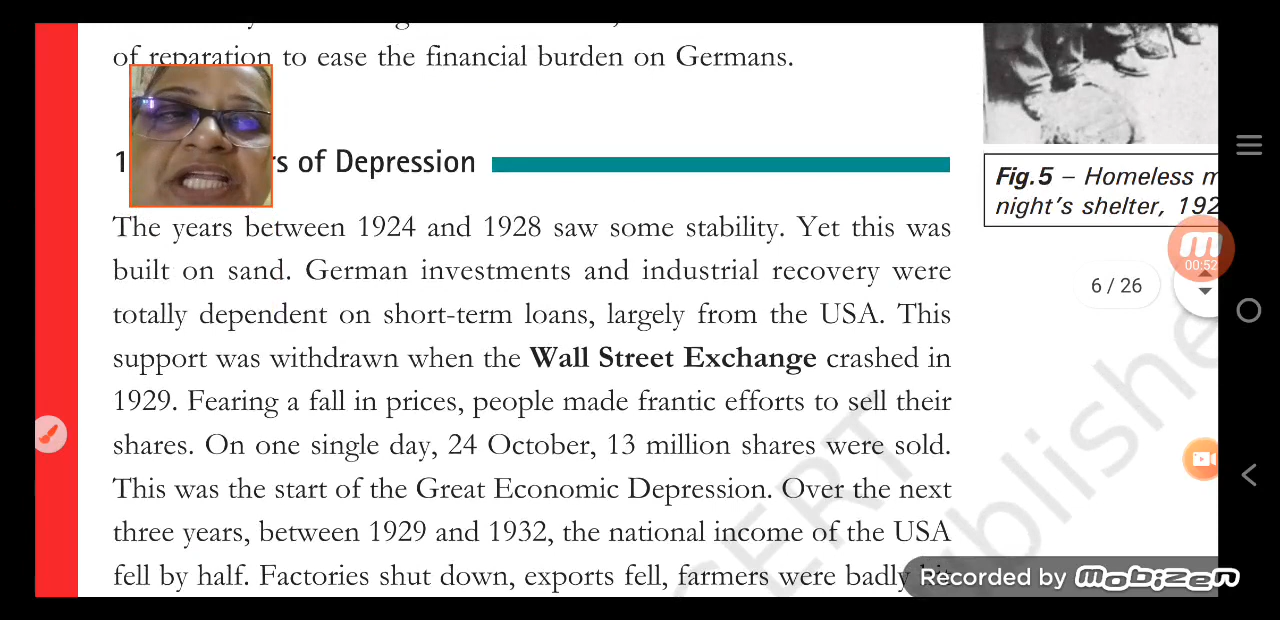 of reparation to ease the financial burden on Germans.
1
rs of Depression
The years between 1924 and 1928 saw some stability. Yet this was
built on sand. German investments and industrial recovery were
totally dependent on short-term loans, largely from the USA. This
support was withdrawn when the Wall Street Exchange crashed in
1929. Fearing a fall in prices, people made frantic efforts to sell their
shares. On one single day, 24 October, 13 million shares were sold.
This was the start of the Great Economic Depression. Over the next
three years, between 1929 and 1932, the national income of the USA
fell by half. Factories shut down, exports fell, farmers were badly
Fig.5 – Homeless m
night's shelter, 192
00:52
6 / 26
Recorded by mobizen